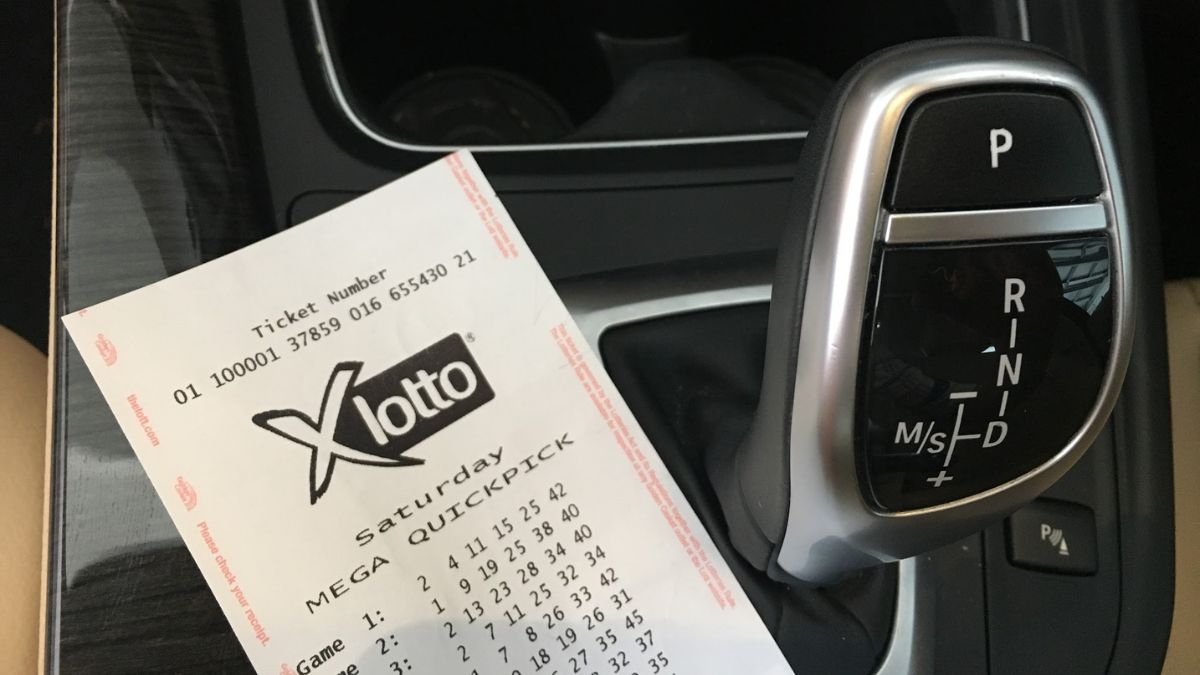 Ticket Number
01 100001 37859 016 655430 21
X lotto®
Saturday
MEGA QUICKPICK
Game 1: 2 4 11 15 25 42
2: 1 9 19 25 38 40
3: 2 13 23 28 34 40
2 7 11 25 32 34
7 8 26 33 42
18 19 26 31
27 35 45
32 37
35
thelott.com
Please check your receipt.
P
R
N
D
M/S
+
P